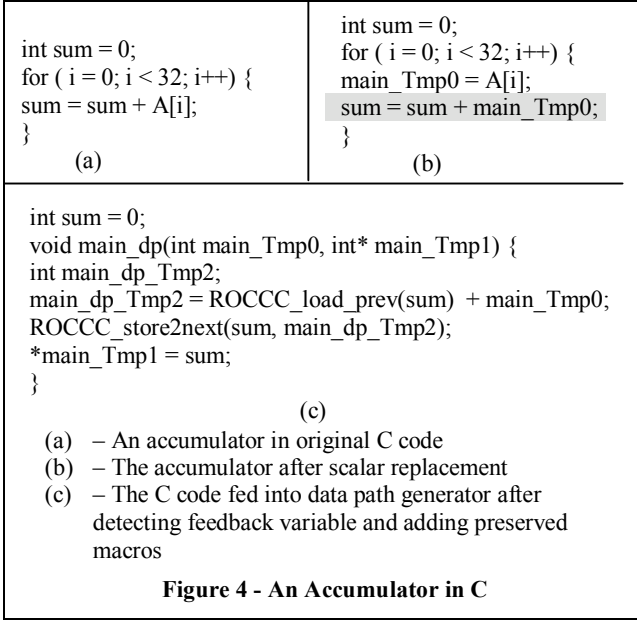 int sum = 0;
for ( i = 0; i < 32; i++) {
sum = sum + A[i];
}
(a)
int sum = 0;
for ( i = 0; i < 32; i++) {
main_Tmp0 = A[i];
sum = sum + main_Tmp0;
}
(b)
int sum = 0;
void main_dp(int main_Tmp0, int* main_Tmp1) {
int main_dp_Tmp2;
main_dp_Tmp2 = ROCCC_load_prev(sum) + main_Tmp0;
ROCCC_store2next(sum, main_dp_Tmp2);
*main_Tmp1 = sum;
}
(c)
(a) – An accumulator in original C code
(b) – The accumulator after scalar replacement
(c) – The C code fed into data path generator after
detecting feedback variable and adding preserved
macros
Figure 4 - An Accumulator in C